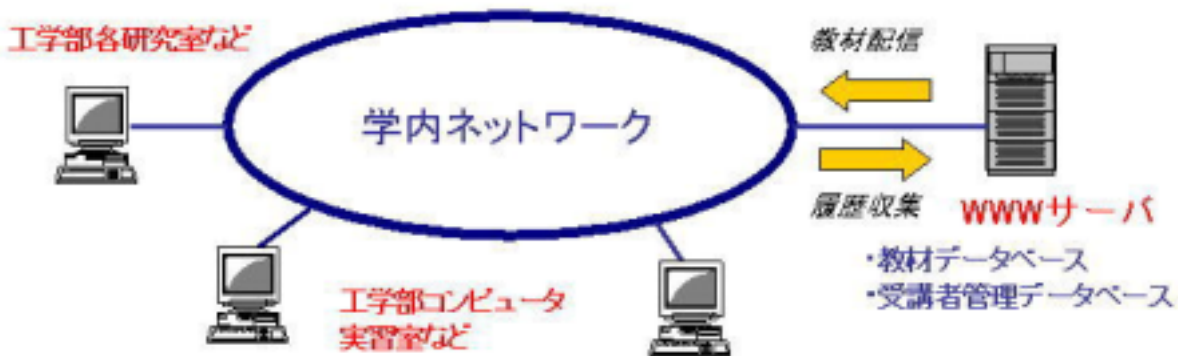 工学部各研究室など
教材配信
学内ネットワーク
履歴収集
WWWサーバ
・教材データベース
・受講者管理データベース
工学部コンピュータ
実習室など